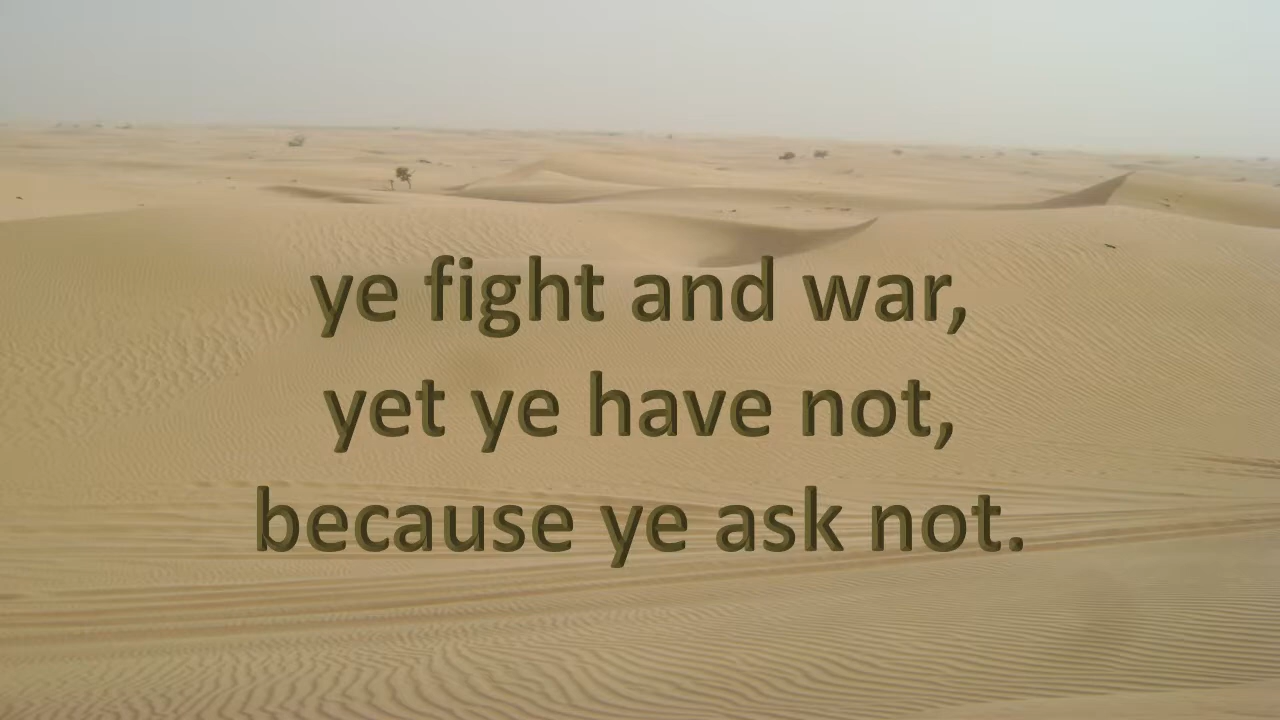 ye fight and war,
yet ye have not,
because ye ask not.